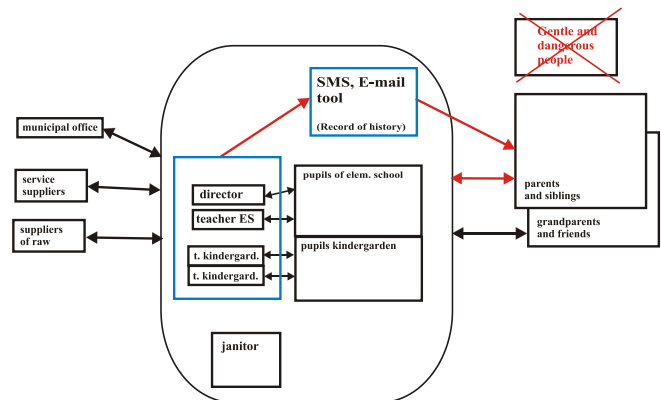 Gentle and
dangerous
people
SMS, E-mail
tool
(Record of history)
municipal office
service
suppliers
suppliers
of raw
director
teacher ES
t. kindergard.
t. kindergard.
pupils of elem. school
pupils kindergarden
parents
and siblings
grandparents
and friends
janitor